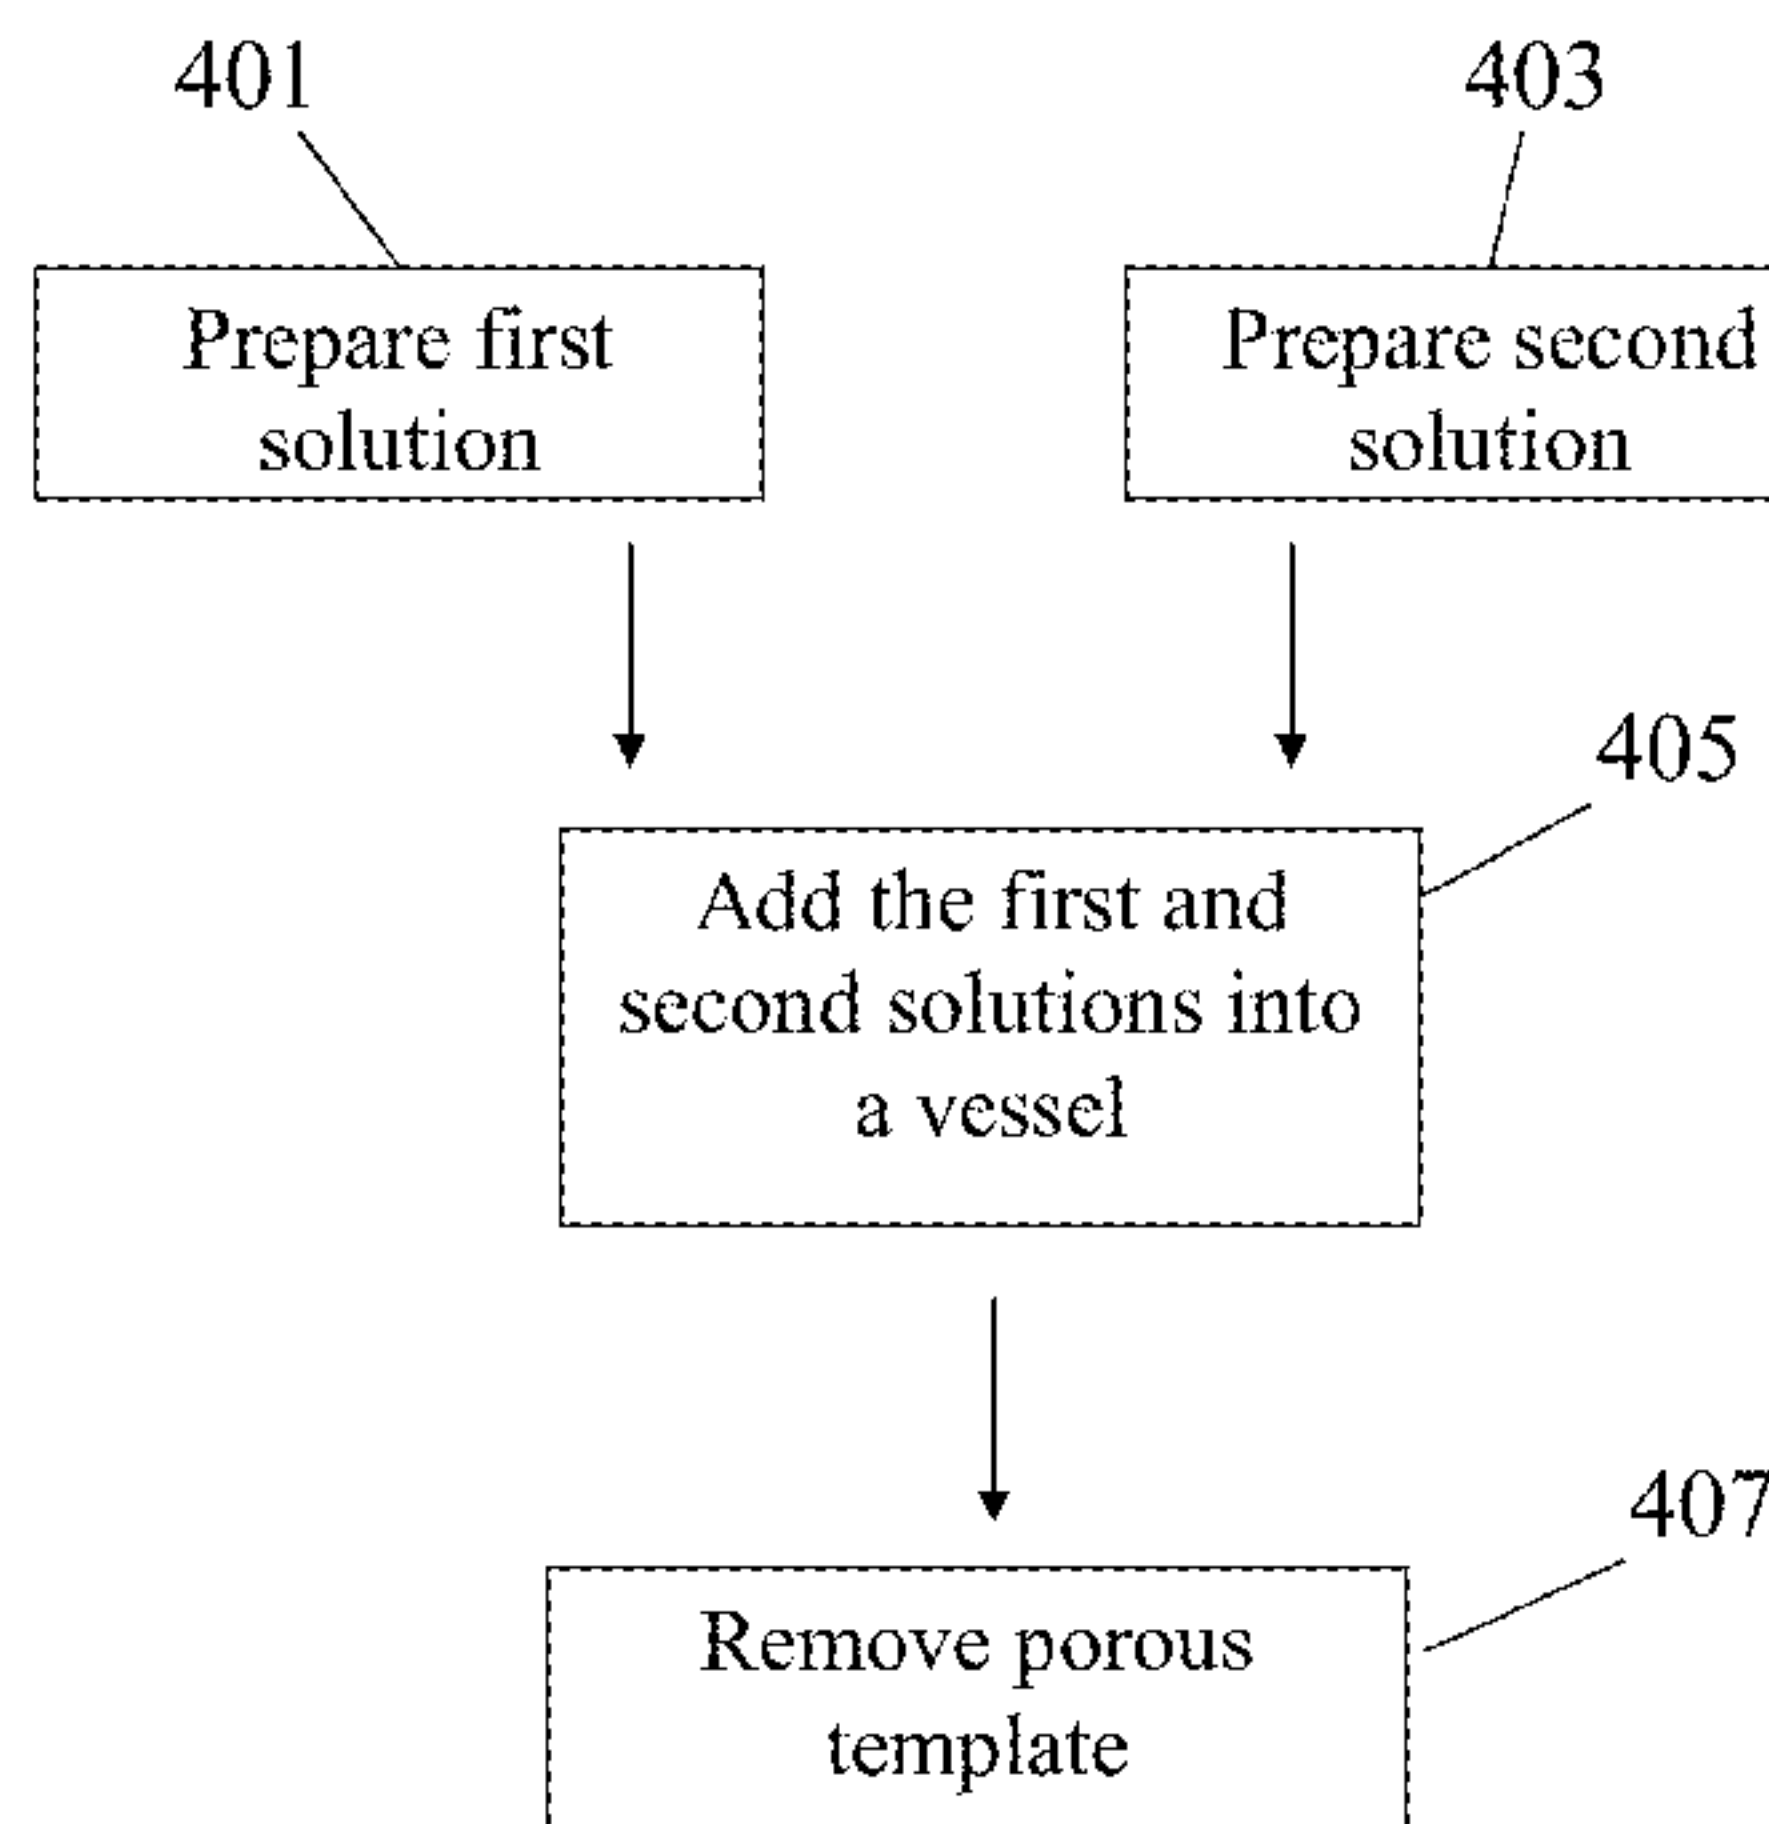 401
403
Prepare first
solution
Prepare second
solution
405
Add the first and
second solutions into
a vessel
407
Remove porous
template